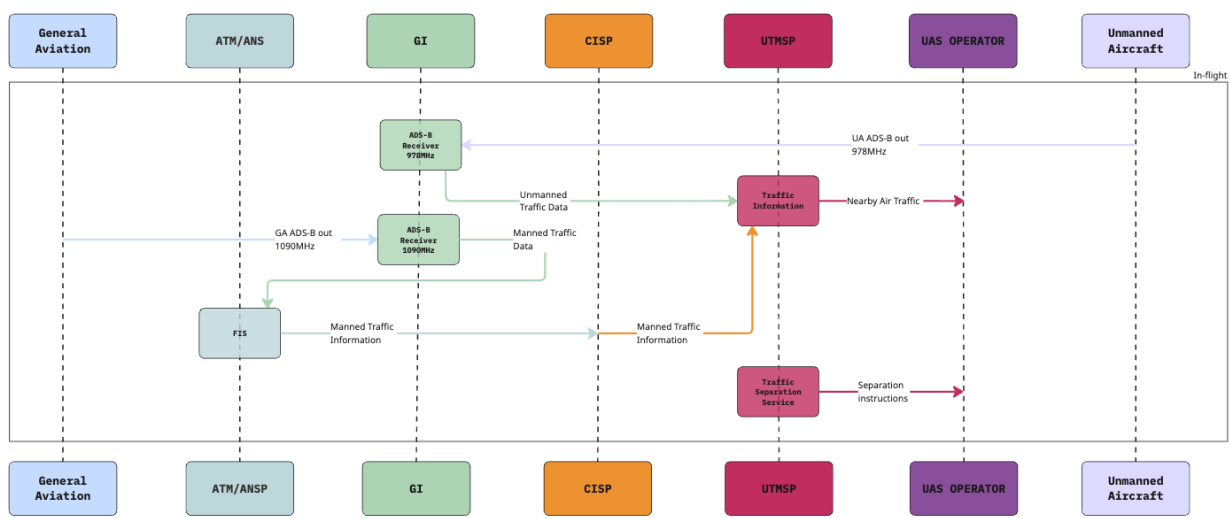 General
Aviation
ATM/ANS
GI
CISP
UTMSP
UAS OPERATOR
Unmanned
Aircraft
In-flight
ADS-B
Receiver
978MHz
UA ADS-B out
978MHz
Unmanned
Traffic Data
Traffic
Information
Nearby Air Traffic
GA ADS-B out
1090MHz
ADS-B
Receiver
1090MHz
Manned Traffic
Data
FIS
Manned Traffic
Information
Manned Traffic
Information
Traffic
Separation
Service
Separation
instructions
General
Aviation
ATM/ANSP
GI
CISP
UTMSP
UAS OPERATOR
Unmanned
Aircraft